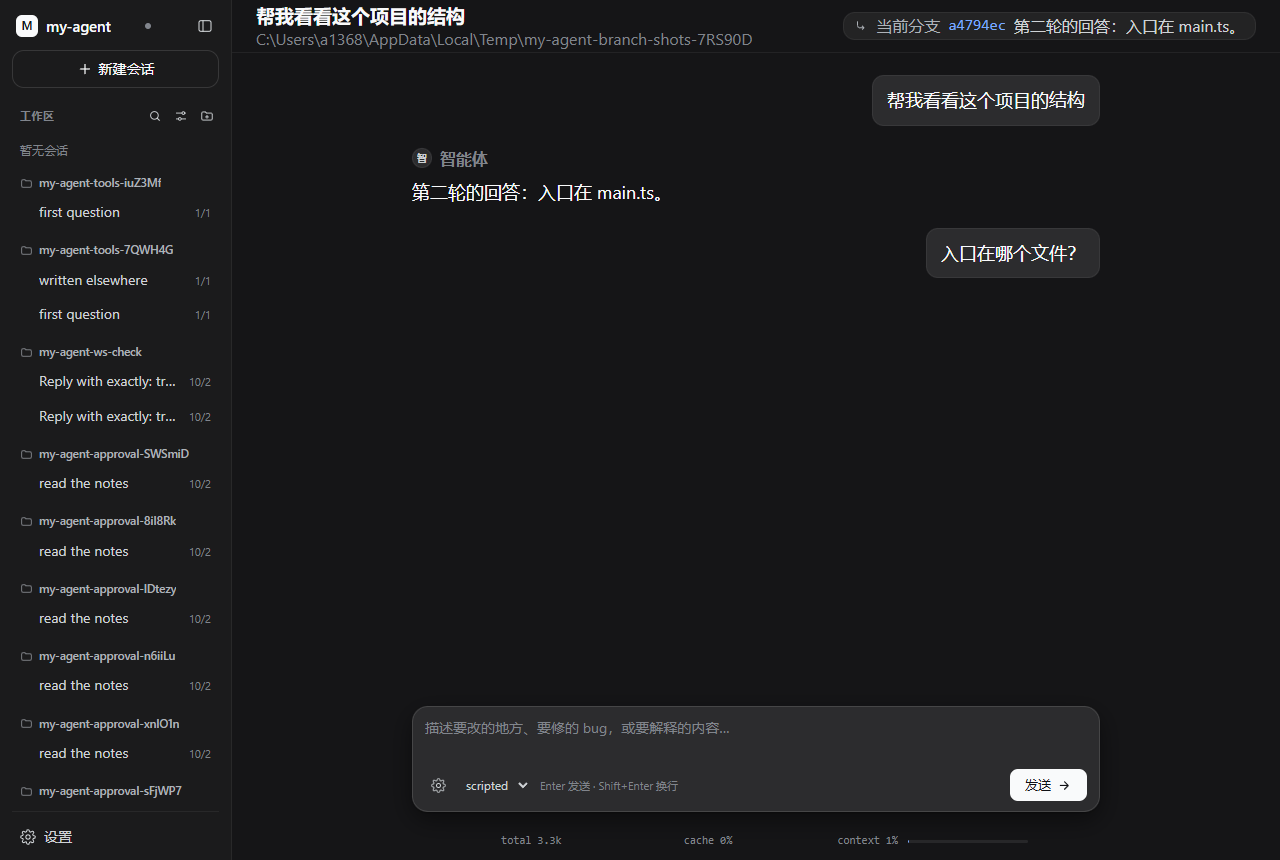 M my-agent
+ 新建会话
工作区
暂无会话
my-agent-tools-iuZ3Mf
first question 1/1
my-agent-tools-7QWH4G
written elsewhere 1/1
first question 1/1
my-agent-ws-check
Reply with exactly: tr... 10/2
Reply with exactly: tr... 10/2
my-agent-approval-SWSmiD
read the notes 10/2
my-agent-approval-8iI8Rk
read the notes 10/2
my-agent-approval-IDtezy
read the notes 10/2
my-agent-approval-n6iiLu
read the notes 10/2
my-agent-approval-xnIO1n
read the notes 10/2
my-agent-approval-sFjWP7
设置
帮我看看这个项目的结构
C:\Users\a1368\AppData\Local\Temp\my-agent-branch-shots-7RS90D
当前分支 a4794ec 第二轮的回答：入口在 main.ts。
帮我看看这个项目的结构
智 智能体
第二轮的回答：入口在 main.ts。
入口在哪个文件？
描述要改的地方、要修的 bug，或要解释的内容...
scripted Enter 发送 · Shift+Enter 换行 发送 →
total 3.3k cache 0% context 1%